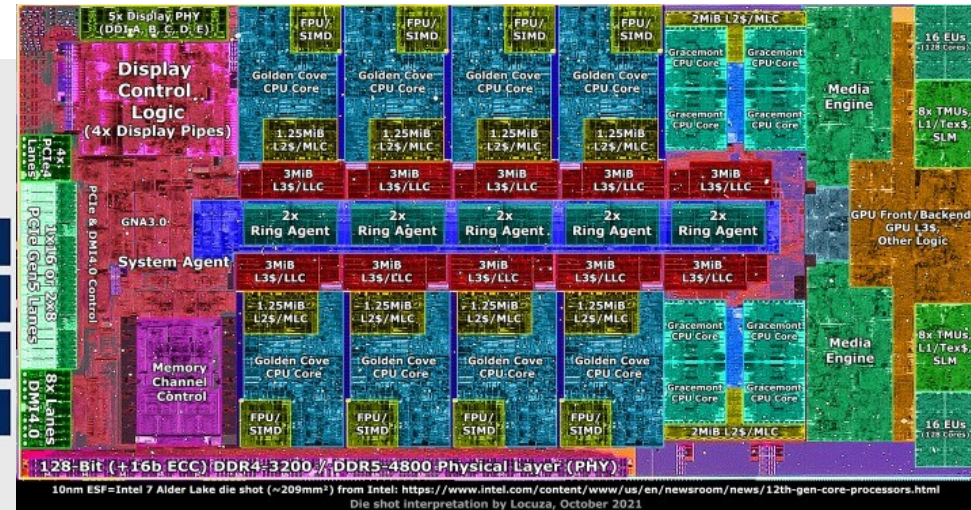 5x Display PHY
(DDI A, B, C, D, E)
Display
Control
Logic
(4x Display Pipes)
4x
PCIe4
Lanes
1x16 or 2x8
PCIe Gen5 Lanes
PCIe & DMI4.0 Control
8x Lanes
DMI4.0
GNA3.0
System Agent
Memory
Channel
Control
FPU/
SIMD
Golden Cove
CPU Core
1.25MiB
L2$/MLC
FPU/
SIMD
Golden Cove
CPU Core
1.25MiB
L2$/MLC
FPU/
SIMD
Golden Cove
CPU Core
1.25MiB
L2$/MLC
FPU/
SIMD
Golden Cove
CPU Core
1.25MiB
L2$/MLC
2MiB L2$/MLC
Gracemont
CPU Core
Gracemont
CPU Core
Gracemont
CPU Core
Gracemont
CPU Core
3MiB
L3$/LLC
3MiB
L3$/LLC
3MiB
L3$/LLC
3MiB
L3$/LLC
3MiB
L3$/LLC
2x
Ring Agent
2x
Ring Agent
2x
Ring Agent
2x
Ring Agent
2x
Ring Agent
3MiB
L3$/LLC
3MiB
L3$/LLC
3MiB
L3$/LLC
3MiB
L3$/LLC
3MiB
L3$/LLC
1.25MiB
L2$/MLC
Golden Cove
CPU Core
FPU/
SIMD
1.25MiB
L2$/MLC
Golden Cove
CPU Core
FPU/
SIMD
1.25MiB
L2$/MLC
Golden Cove
CPU Core
FPU/
SIMD
1.25MiB
L2$/MLC
Golden Cove
CPU Core
FPU/
SIMD
Gracemont
CPU Core
Gracemont
CPU Core
Gracemont
CPU Core
Gracemont
CPU Core
2MiB L2$/MLC
Media
Engine
Media
Engine
16 EUs
(128 Cores)
8x TMUs,
L1/Tex$,
SLM
GPU Front/Backend
GPU L3$,
Other Logic
8x TMUs,
L1/Tex$,
SLM
16 EUs
(128 Cores)
128-Bit (+16b ECC) DDR4-3200 / DDR5-4800 Physical Layer (PHY)
10nm ESF=Intel 7 Alder Lake die shot (~209mm²) from Intel: https://www.intel.com/content/www/us/en/newsroom/news/12th-gen-core-processors.html
Die shot interpretation by Locuza, October 2021